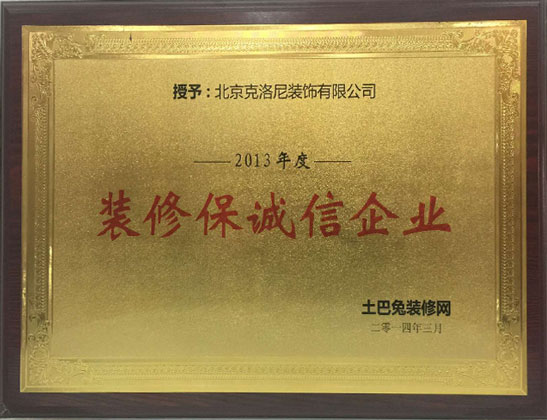 授予：北京克洛尼装饰有限公司
2013年度
装修保诚信企业
土巴兔装修网
二零一四年三月